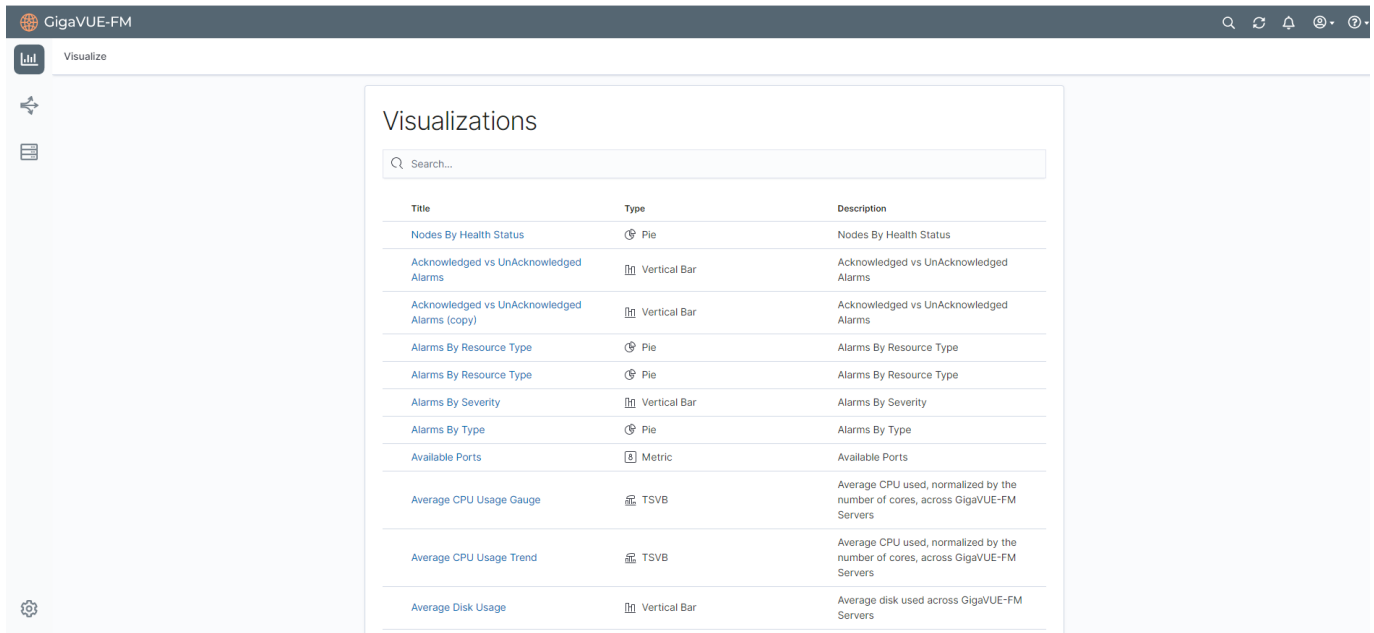 GigaVUE-FM
Visualize
Visualizations
Search...
Title Type Description
Nodes By Health Status Pie Nodes By Health Status
Acknowledged vs UnAcknowledged
Alarms
Vertical Bar
Acknowledged vs UnAcknowledged
Alarms
Acknowledged vs UnAcknowledged
Alarms (copy)
Vertical Bar
Acknowledged vs UnAcknowledged
Alarms
Alarms By Resource Type Pie Alarms By Resource Type
Alarms By Resource Type Pie Alarms By Resource Type
Alarms By Severity Vertical Bar Alarms By Severity
Alarms By Type Pie Alarms By Type
Available Ports 8 Metric Available Ports
Average CPU Usage Gauge
TSVB
Average CPU used, normalized by the
number of cores, across GigaVUE-FM
Servers
Average CPU Usage Trend
TSVB
Average CPU used, normalized by the
number of cores, across GigaVUE-FM
Servers
Average Disk Usage
Vertical Bar
Average disk used across GigaVUE-FM
Servers